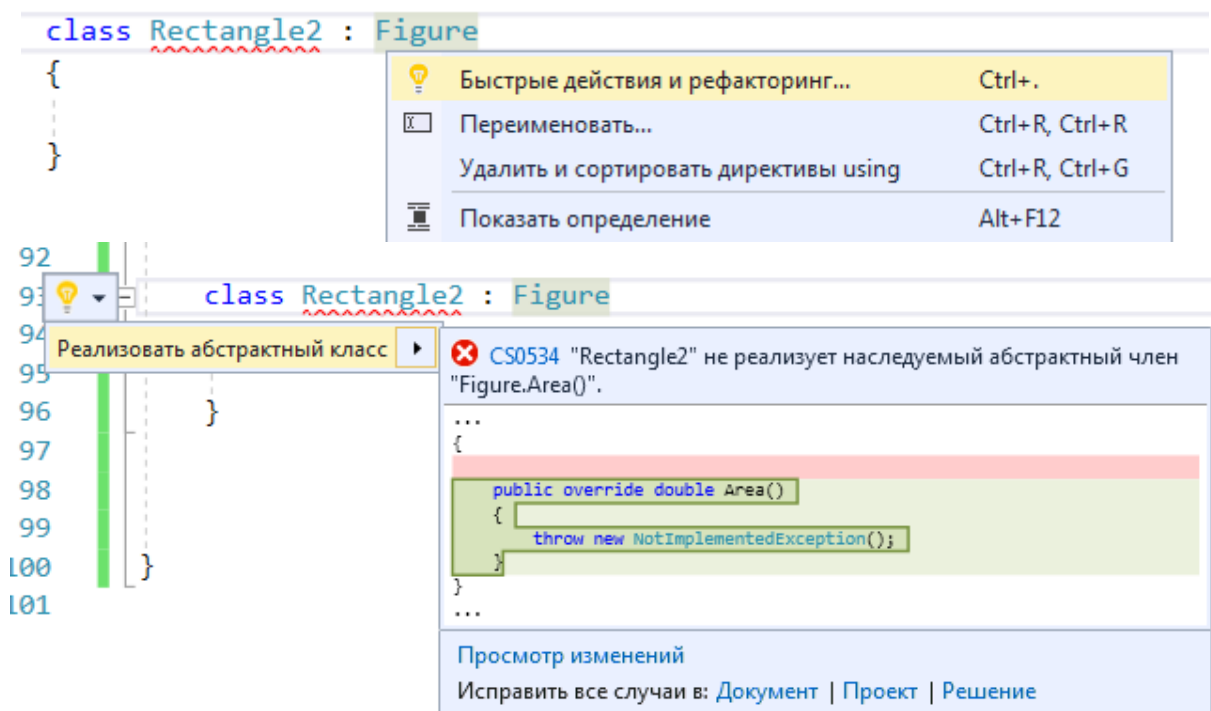 class Rectangle2 : Figure
{
Быстрые действия и рефакторинг... Ctrl+.
Переименовать... Ctrl+R, Ctrl+R
}
Удалить и сортировать директивы using Ctrl+R, Ctrl+G
Показать определение Alt+F12
92
93 class Rectangle2 : Figure
94
Реализовать абстрактный класс
CS0534 "Rectangle2" не реализует наследуемый абстрактный член
"Figure.Area()".
95
96 }
97
98
99
100 }
101
...
{
public override double Area()
{
throw new NotImplementedException();
}
}
...
Просмотр изменений
Исправить все случаи в: Документ | Проект | Решение